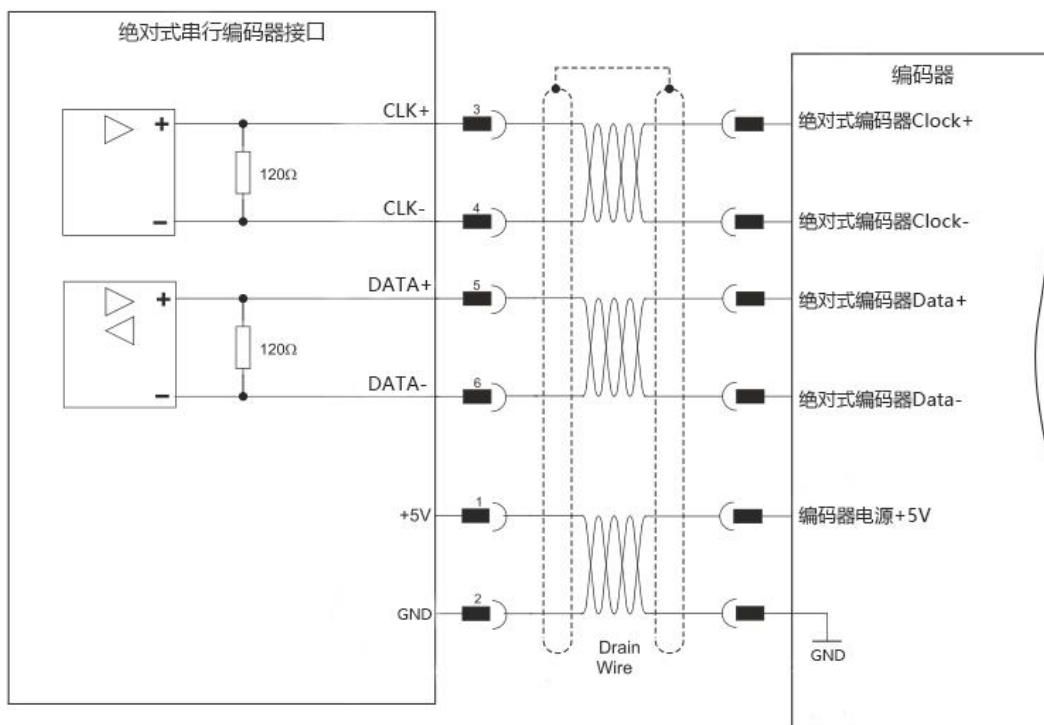 绝对式串行编码器接口
编码器
CLK+
3
绝对式编码器Clock+
+
120Ω
CLK-
4
绝对式编码器Clock-
−
DATA+
5
绝对式编码器Data+
+
120Ω
DATA-
6
绝对式编码器Data-
−
+5V
1
编码器电源+5V
GND
2
Drain
Wire
GND